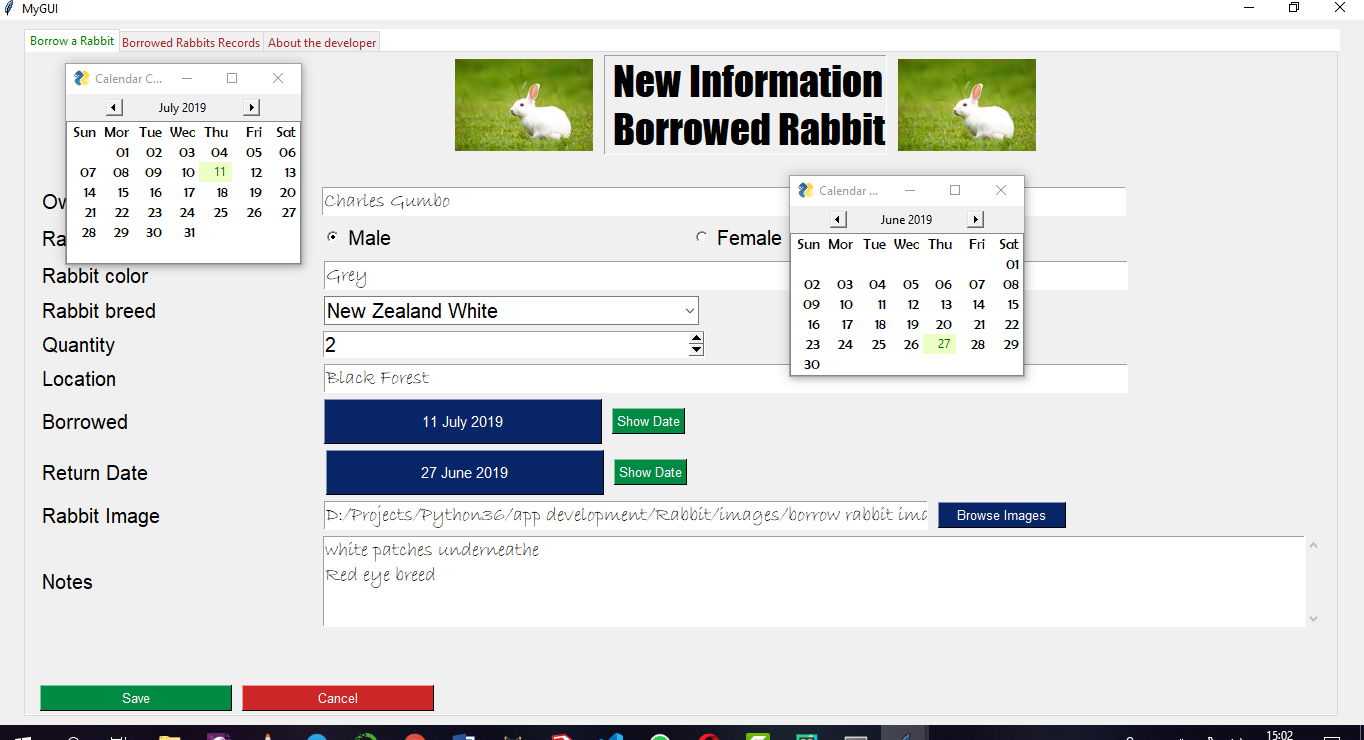 MyGUI
Borrow a Rabbit Borrowed Rabbits Records About the developer
Calendar C...
July 2019
Sun Mor Tue Wec Thu Fri Sat
01 02 03 04 05 06
07 08 09 10 11 12 13
14 15 16 17 18 19 20
21 22 23 24 25 26 27
28 29 30 31
New Information
Borrowed Rabbit
Calendar ...
June 2019
Sun Mor Tue Wec Thu Fri Sat
01
02 03 04 05 06 07 08
09 10 11 12 13 14 15
16 17 18 19 20 21 22
23 24 25 26 27 28 29
30
Charles Gumbo
Male Female
Rabbit color Grey
Rabbit breed New Zealand White
Quantity 2
Location Black Forest
Borrowed 11 July 2019 Show Date
Return Date 27 June 2019 Show Date
Rabbit Image D:/Projects/Python36/app development/Rabbit/images/borrow rabbit ima Browse Images
Notes
white patches underneathe
Red eye breed
Save Cancel
15:02